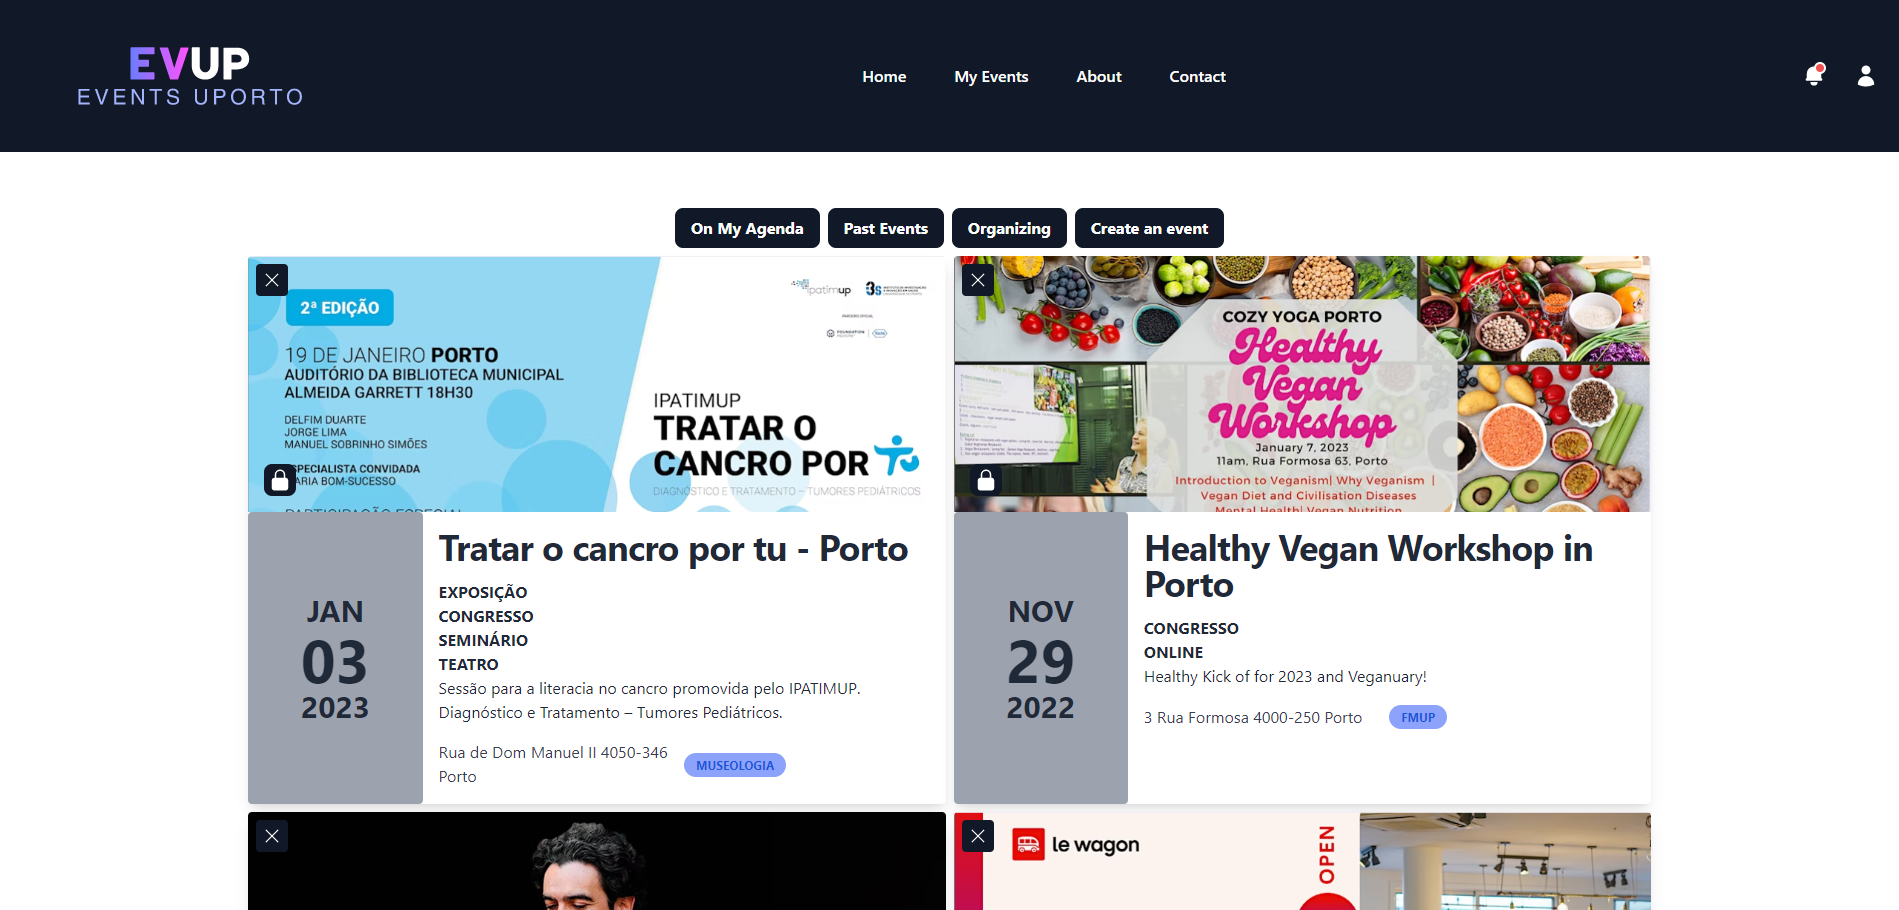 EVUP
EVENTS UPORTO
Home
My Events
About
Contact
On My Agenda
Past Events
Organizing
Create an event
2ª EDIÇÃO
19 DE JANEIRO PORTO
AUDITÓRIO DA BIBLIOTECA MUNICIPAL
ALMEIDA GARRETT 18H30
DELFIM DUARTE
JORGE LIMA
MANUEL SOBRINHO SIMÕES
ESPECIALISTA CONVIDADA
MARIA BOM-SUCESSO
ipatimup
i3S
PARCEIRO OFICIAL
FOUNDATION
Roche
IPATIMUP
TRATAR O
CANCRO POR TU
DIAGNÓSTICO E TRATAMENTO – TUMORES PEDIÁTRICOS
Tratar o cancro por tu - Porto
JAN
03
2023
EXPOSIÇÃO
CONGRESSO
SEMINÁRIO
TEATRO
Sessão para a literacia no cancro promovida pelo IPATIMUP.
Diagnóstico e Tratamento – Tumores Pediátricos.
Rua de Dom Manuel II 4050-346
Porto
MUSEOLOGIA
COZY YOGA PORTO
Healthy
Vegan
Workshop
January 7, 2023
11am, Rua Formosa 63, Porto
Introduction to Veganism| Why Veganism |
Vegan Diet and Civilisation Diseases
Mental Health| Vegan Nutrition
Healthy Vegan Workshop in
Porto
NOV
29
2022
CONGRESSO
ONLINE
Healthy Kick of for 2023 and Veganuary!
3 Rua Formosa 4000-250 Porto
FMUP
le wagon
OPEN